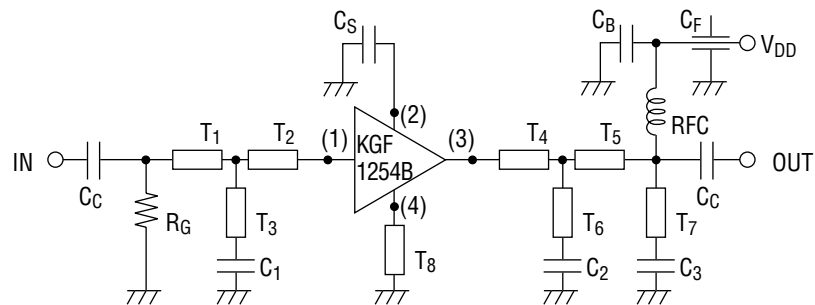 C_S
C_B
C_F
V_DD
(2)
RFC
T_1
T_2
(1)
KGF
1254B
(3)
T_4
T_5
IN
OUT
C_C
C_C
(4)
R_G
T_3
T_6
T_7
T_8
C_1
C_2
C_3